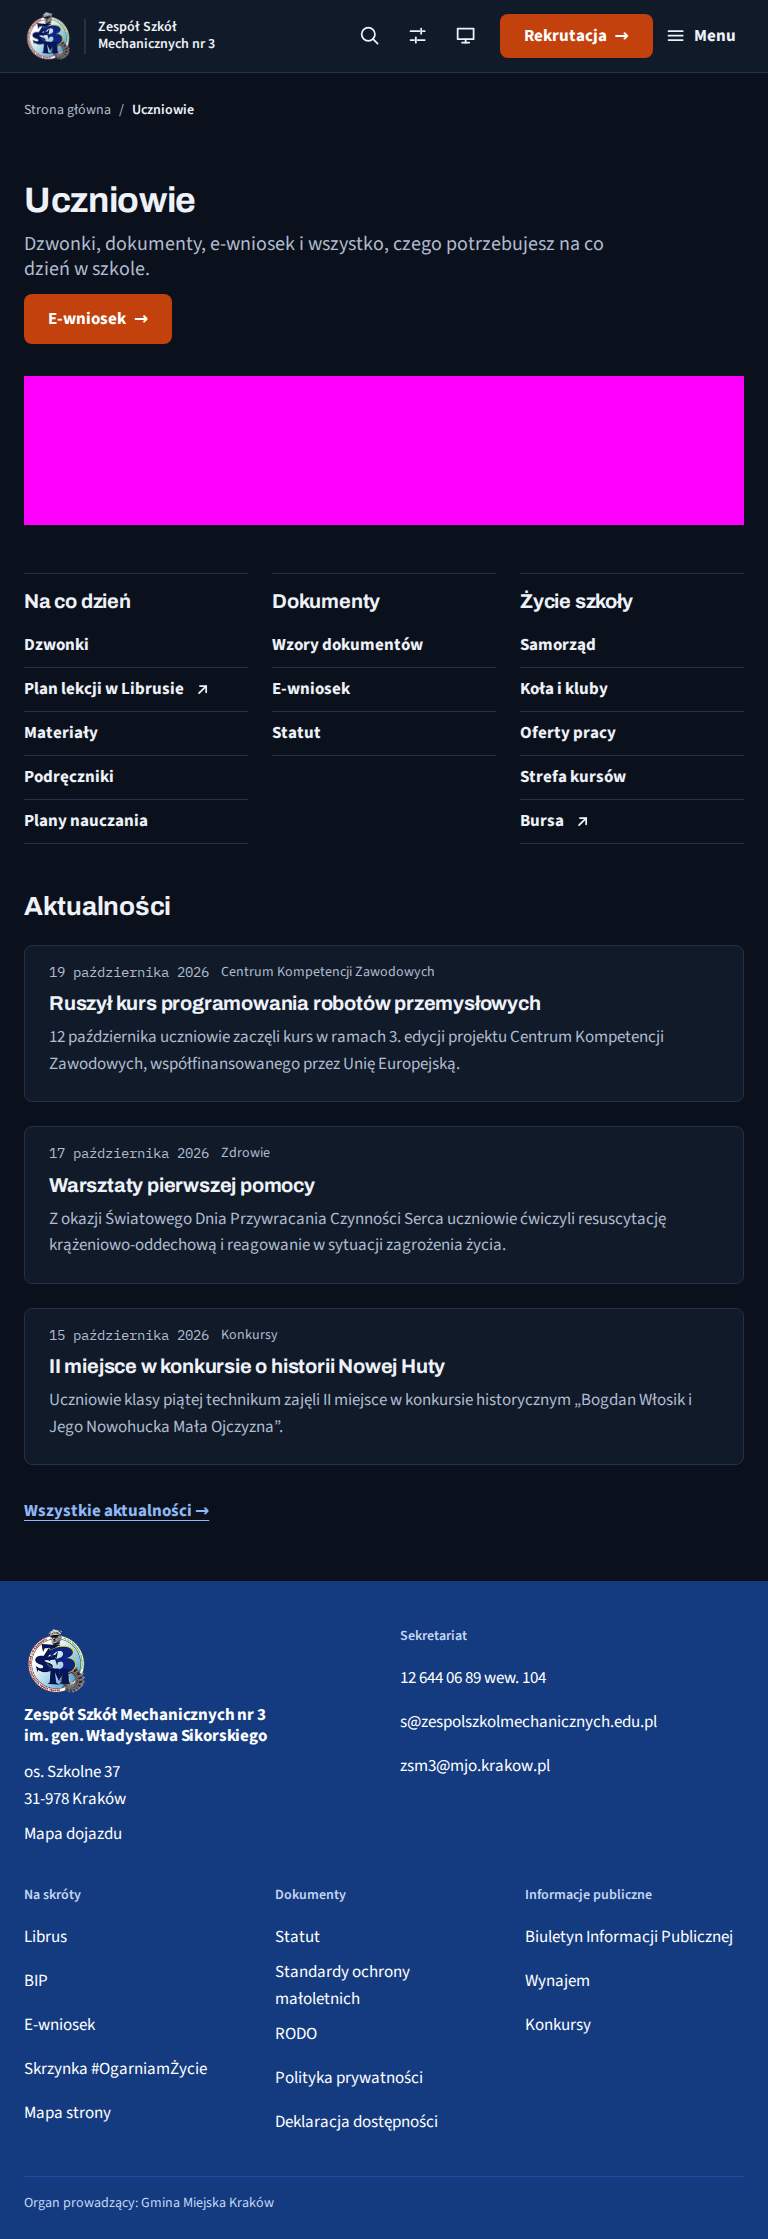 Zespół Szkół
Mechanicznych nr 3
Rekrutacja →
Menu
Strona główna / Uczniowie
Uczniowie
Dzwonki, dokumenty, e-wniosek i wszystko, czego potrzebujesz na co
dzień w szkole.
E-wniosek →
Na co dzień
Dzwonki
Plan lekcji w Librusie ↗
Materiały
Podręczniki
Plany nauczania
Dokumenty
Wzory dokumentów
E-wniosek
Statut
Życie szkoły
Samorząd
Koła i kluby
Oferty pracy
Strefa kursów
Bursa ↗
Aktualności
19 października 2026 Centrum Kompetencji Zawodowych
Ruszył kurs programowania robotów przemysłowych
12 października uczniowie zaczęli kurs w ramach 3. edycji projektu Centrum Kompetencji
Zawodowych, współfinansowanego przez Unię Europejską.
17 października 2026 Zdrowie
Warsztaty pierwszej pomocy
Z okazji Światowego Dnia Przywracania Czynności Serca uczniowie ćwiczyli resuscytację
krążeniowo-oddechową i reagowanie w sytuacji zagrożenia życia.
15 października 2026 Konkursy
II miejsce w konkursie o historii Nowej Huty
Uczniowie klasy piątej technikum zajęli II miejsce w konkursie historycznym „Bogdan Włosik i
Jego Nowohucka Mała Ojczyzna”.
Wszystkie aktualności →
Zespół Szkół Mechanicznych nr 3
im. gen. Władysława Sikorskiego
os. Szkolne 37
31-978 Kraków
Mapa dojazdu
Sekretariat
12 644 06 89 wew. 104
s@zespolszkolmechanicznych.edu.pl
zsm3@mjo.krakow.pl
Na skróty
Librus
BIP
E-wniosek
Skrzynka #OgarniamŻycie
Mapa strony
Dokumenty
Statut
Standardy ochrony
małoletnich
RODO
Polityka prywatności
Deklaracja dostępności
Informacje publiczne
Biuletyn Informacji Publicznej
Wynajem
Konkursy
Organ prowadzący: Gmina Miejska Kraków